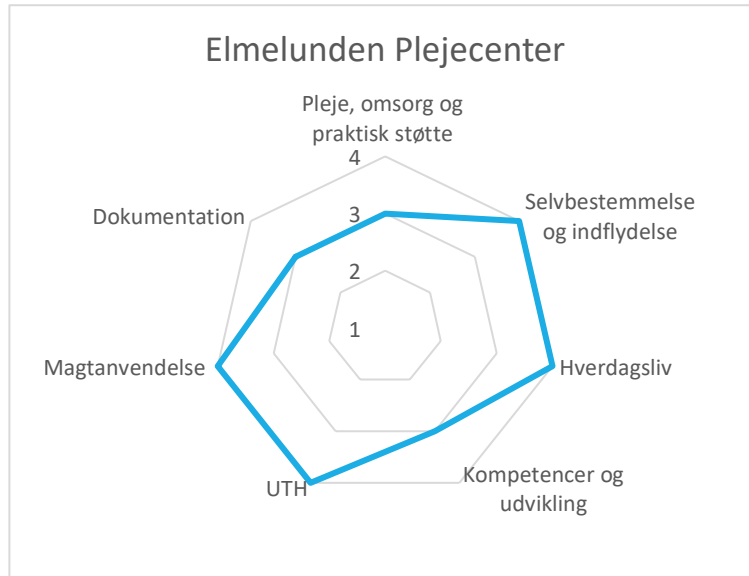 Elmelunden Plejecenter
Pleje, omsorg og
praktisk støtte
4
3
2
1
Selvbestemmelse
og indflydelse
Hverdagsliv
Kompetencer og
udvikling
UTH
Magtanvendelse
Dokumentation